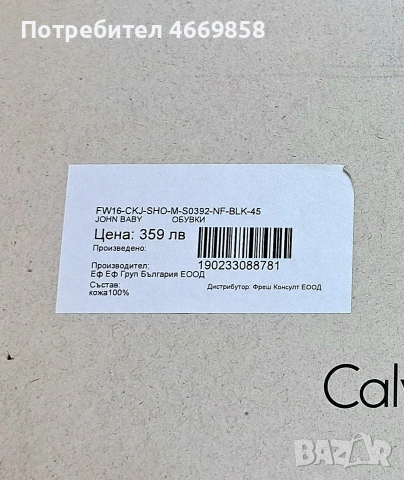 Потребител 4669858
FW16-CKJ-SHO-M-S0392-NF-BLK-45
JOHN BABY ОБУВКИ
Цена: 359 лв
Произведено:
Производител:
Еф Еф Груп България ЕООД
190233088781
Състав:
кожа100%
Дистрибутор: Фреш Консулт ЕООД
Calv
BAZAR